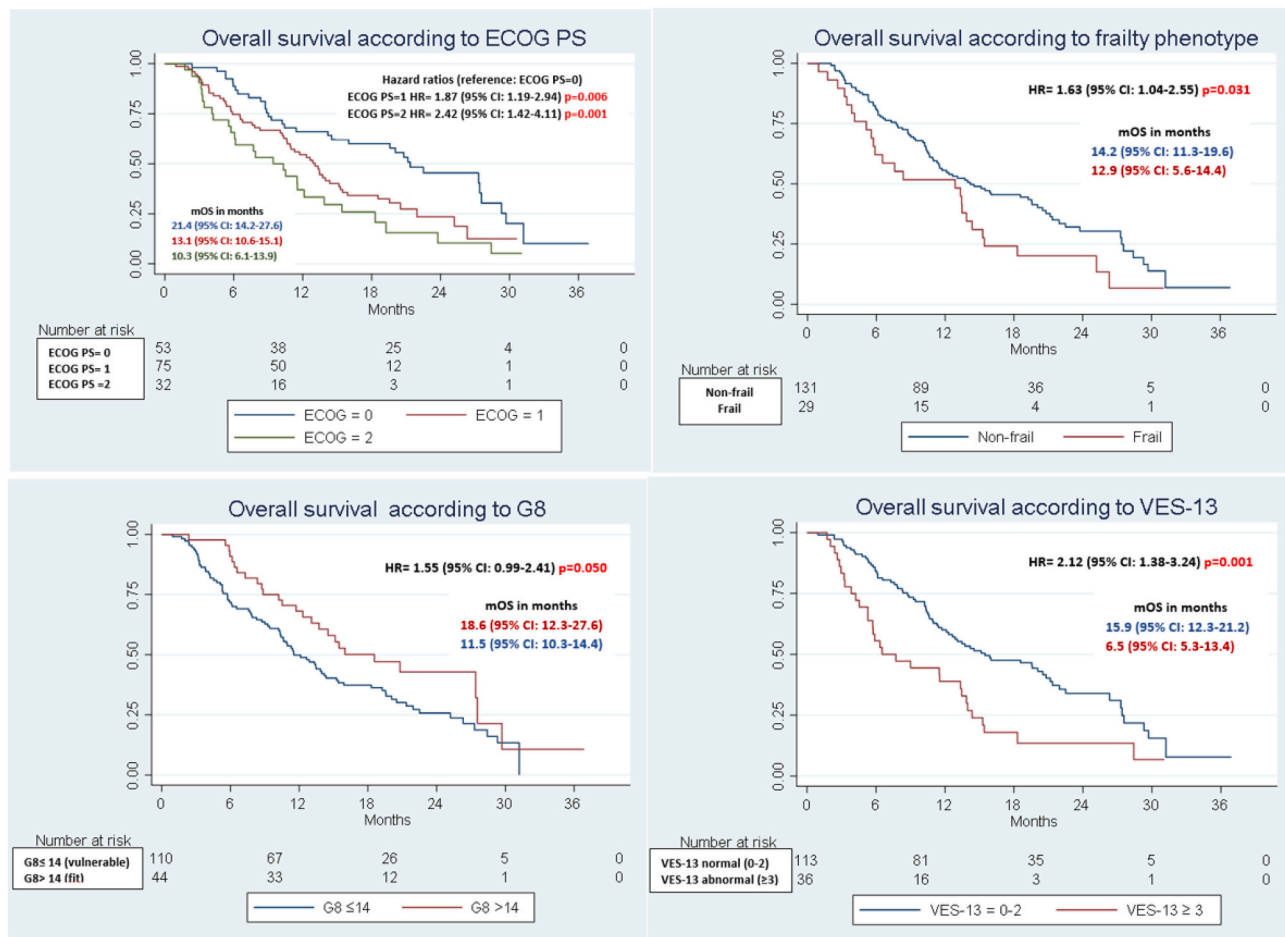 Overall survival according to ECOG PS
1.00
0.75
0.50
0.25
0.00
Hazard ratios (reference: ECOG PS=0)
ECOG PS=1 HR= 1.87 (95% CI: 1.19-2.94) p=0.006
ECOG PS=2 HR= 2.42 (95% CI: 1.42-4.11) p=0.001
mOS in months
21.4 (95% CI: 14.2-27.6)
13.1 (95% CI: 10.6-15.1)
10.3 (95% CI: 6.1-13.9)
0 6 12 18 24 30 36
Months
Number at risk
ECOG PS= 0 53 38 25 4 0
ECOG PS= 1 75 50 12 1 0
ECOG PS =2 32 16 3 1 0
ECOG = 0 ECOG = 1
ECOG = 2
Overall survival according to frailty phenotype
1.00
0.75
0.50
0.25
0.00
HR= 1.63 (95% CI: 1.04-2.55) p=0.031
mOS in months
14.2 (95% CI: 11.3-19.6)
12.9 (95% CI: 5.6-14.4)
0 6 12 18 24 30 36
Months
Number at risk
Non-frail 131 89 36 5 0
Frail 29 15 4 1 0
Non-frail Frail
Overall survival according to G8
1.00
0.75
0.50
0.25
0.00
HR= 1.55 (95% CI: 0.99-2.41) p=0.050
mOS in months
18.6 (95% CI: 12.3-27.6)
11.5 (95% CI: 10.3-14.4)
0 6 12 18 24 30 36
Months
Number at risk
G8≤ 14 (vulnerable) 110 67 26 5 0
G8> 14 (fit) 44 33 12 1 0
G8 ≤14 G8 >14
Overall survival according to VES-13
1.00
0.75
0.50
0.25
0.00
HR= 2.12 (95% CI: 1.38-3.24) p=0.001
mOS in months
15.9 (95% CI: 12.3-21.2)
6.5 (95% CI: 5.3-13.4)
0 6 12 18 24 30 36
Months
Number at risk
VES-13 normal (0-2) 113 81 35 5 0
VES-13 abnormal (≥3) 36 16 3 1 0
VES-13 = 0-2 VES-13 ≥ 3